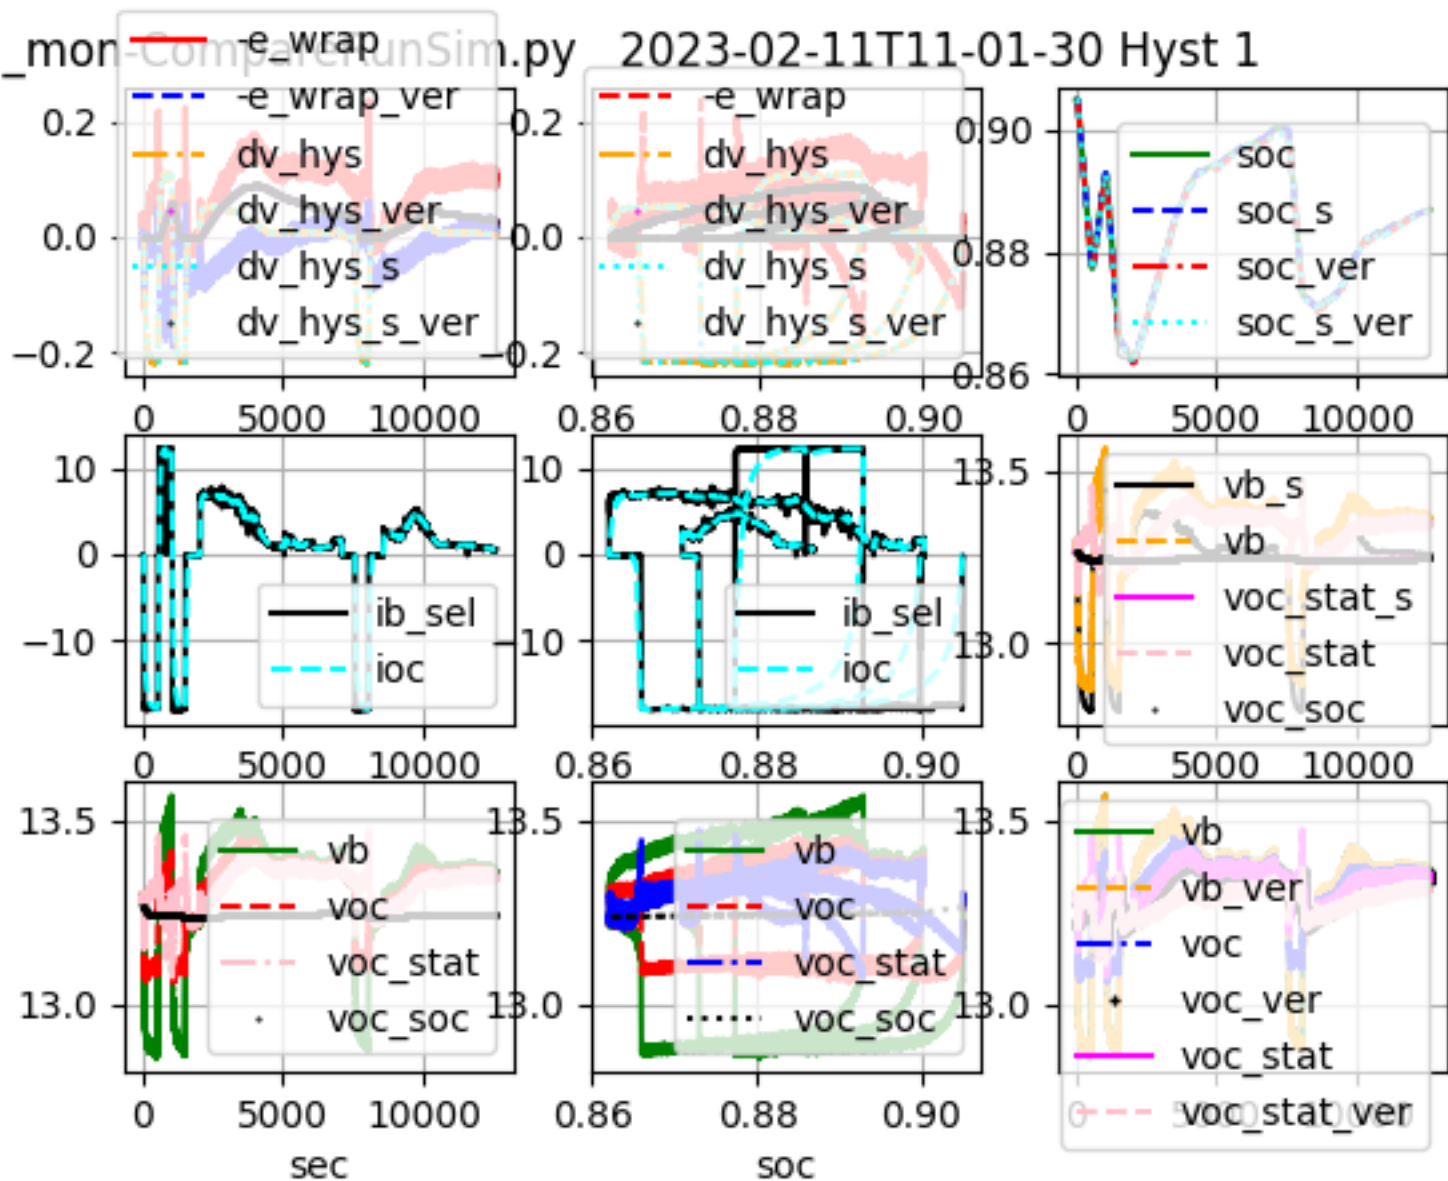 _mon-CompareRunSim.py 2023-02-11T11-01-30 Hyst 1
-e_wrap
-e_wrap_ver
dv_hys
dv_hys_ver
dv_hys_s
dv_hys_s_ver
0.2
0.0
−0.2
0 5000 10000
-e_wrap
dv_hys
dv_hys_ver
dv_hys_s
dv_hys_s_ver
0.2
0.0
−0.2
0.86 0.88 0.90
soc
soc_s
soc_ver
soc_s_ver
0.90
0.88
0.86
0 5000 10000
ib_sel
ioc
10
0
−10
0 5000 10000
ib_sel
ioc
10
0
−10
0.86 0.88 0.90
vb_s
vb
voc_stat_s
voc_stat
voc_soc
13.5
13.0
0 5000 10000
vb
voc
voc_stat
voc_soc
13.5
13.0
0 5000 10000
sec
vb
voc
voc_stat
voc_soc
13.5
13.0
0.86 0.88 0.90
soc
vb
vb_ver
voc
voc_ver
voc_stat
voc_stat_ver
13.5
13.0
0 5000 10000